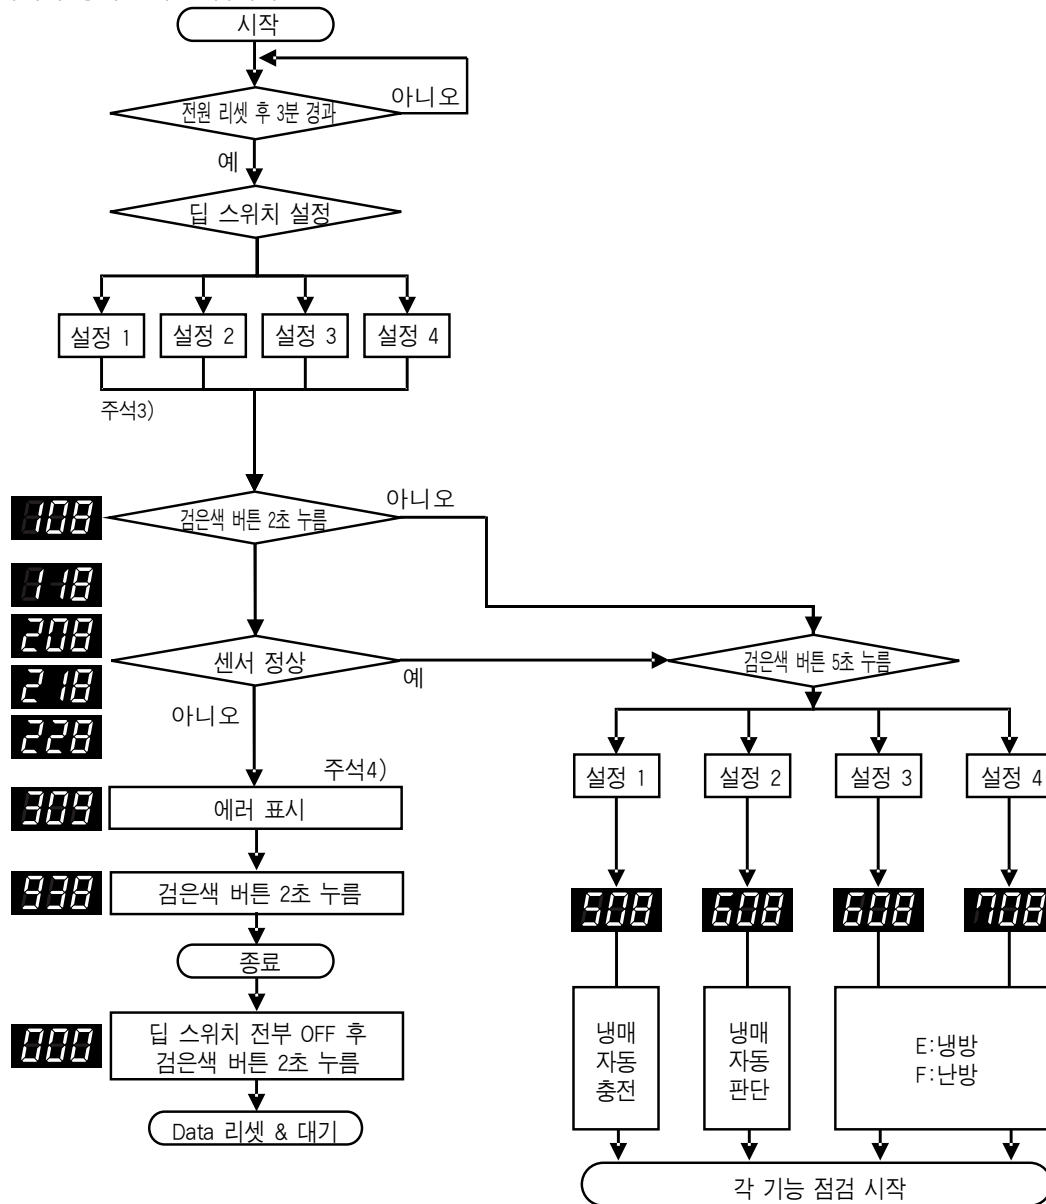 시작
전원 리셋 후 3분 경과
아니오
예
딥 스위치 설정
설정 1
설정 2
설정 3
설정 4
주석3)
108
검은색 버튼 2초 누름
아니오
118
208
센서 정상
예
검은색 버튼 5초 누름
218
아니오
228
주석4)
설정 1
설정 2
설정 3
설정 4
309
에러 표시
938
검은색 버튼 2초 누름
508
608
608
708
종료
000
딥 스위치 전부 OFF 후
검은색 버튼 2초 누름
냉매
자동
충전
냉매
자동
판단
E:냉방
F:난방
Data 리셋 & 대기
각 기능 점검 시작